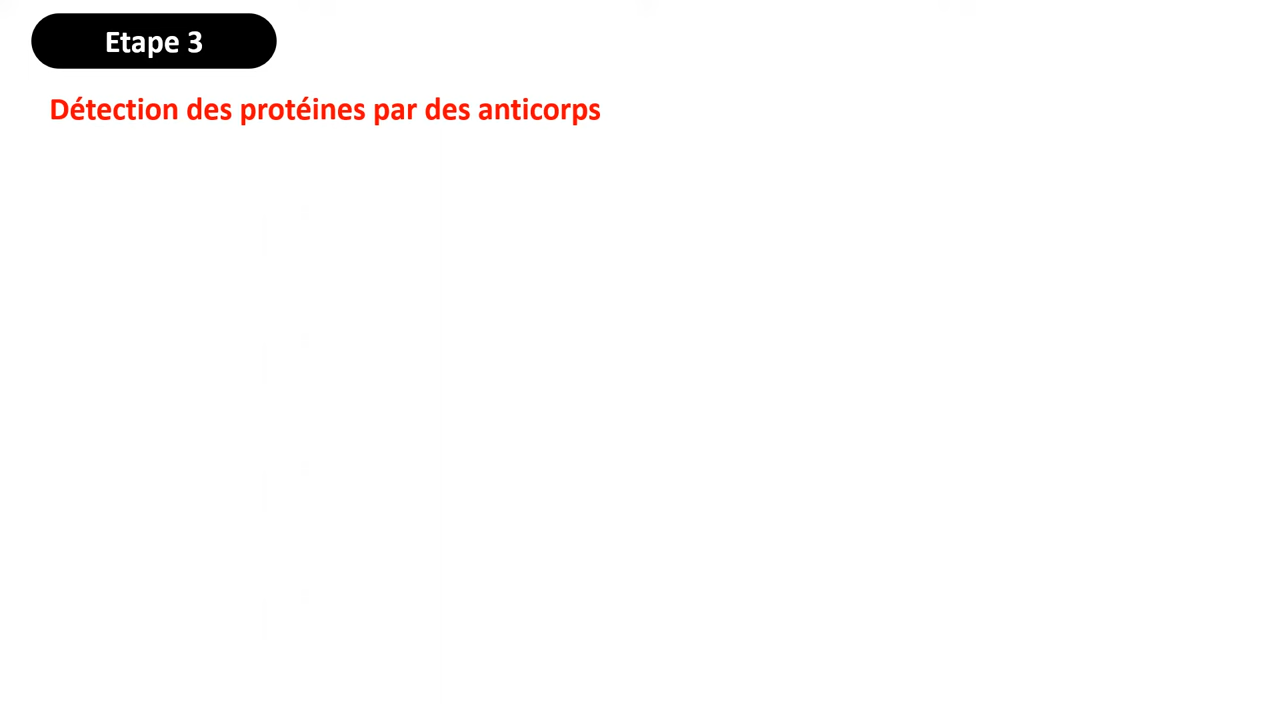 Etape 3
Détection des protéines par des anticorps